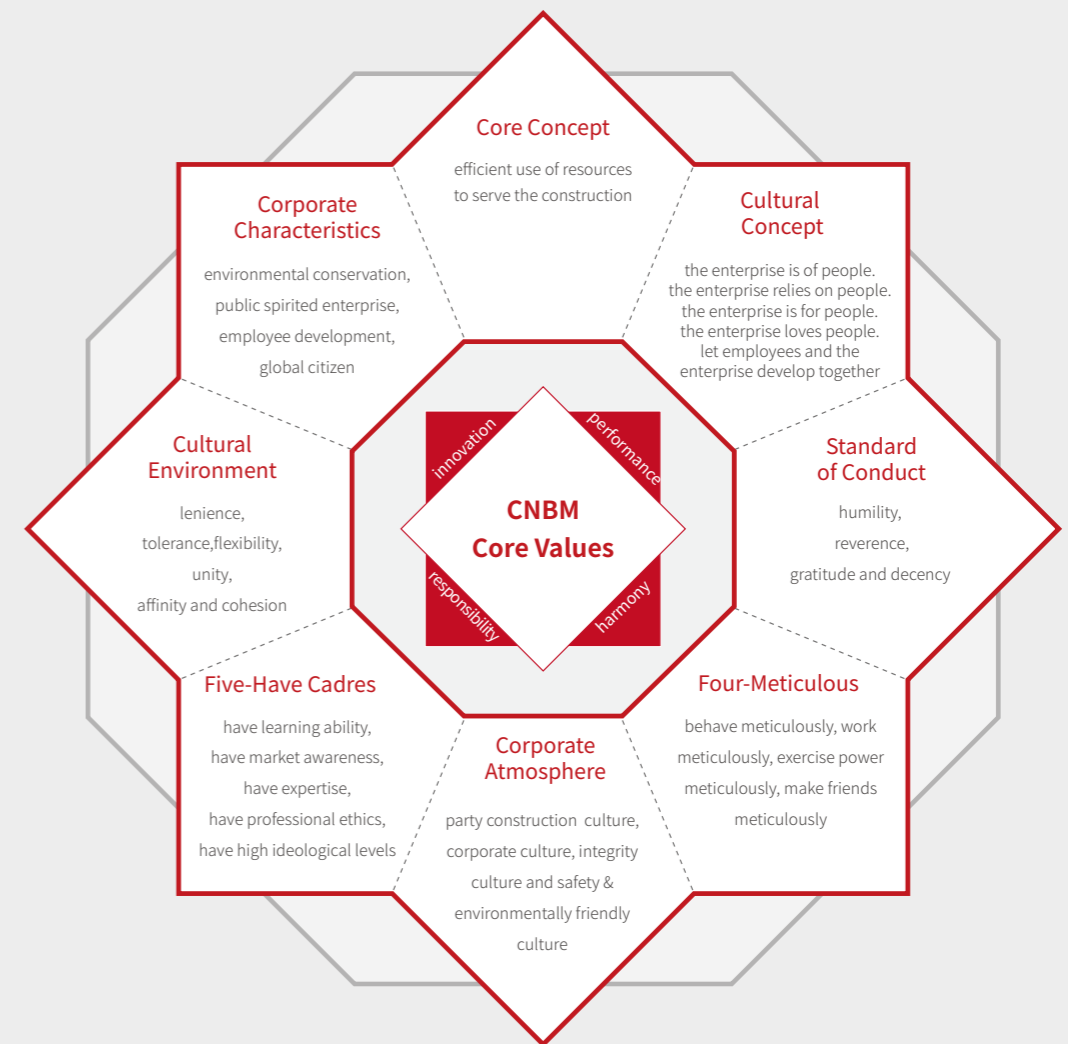 Core Concept
efficient use of resources
to serve the construction
Cultural
Concept
the enterprise is of people.
the enterprise relies on people.
the enterprise is for people.
the enterprise loves people.
let employees and the
enterprise develop together
Standard
of Conduct
humility,
reverence,
gratitude and decency
Four-Meticulous
behave meticulously, work
meticulously, exercise power
meticulously, make friends
meticulously
Corporate
Atmosphere
party construction culture,
corporate culture, integrity
culture and safety &
environmentally friendly
culture
Five-Have Cadres
have learning ability,
have market awareness,
have expertise,
have professional ethics,
have high ideological levels
Cultural
Environment
lenience,
tolerance,flexibility,
unity,
affinity and cohesion
Corporate
Characteristics
environmental conservation,
public spirited enterprise,
employee development,
global citizen
innovation
performance
CNBM
Core Values
responsibility
harmony